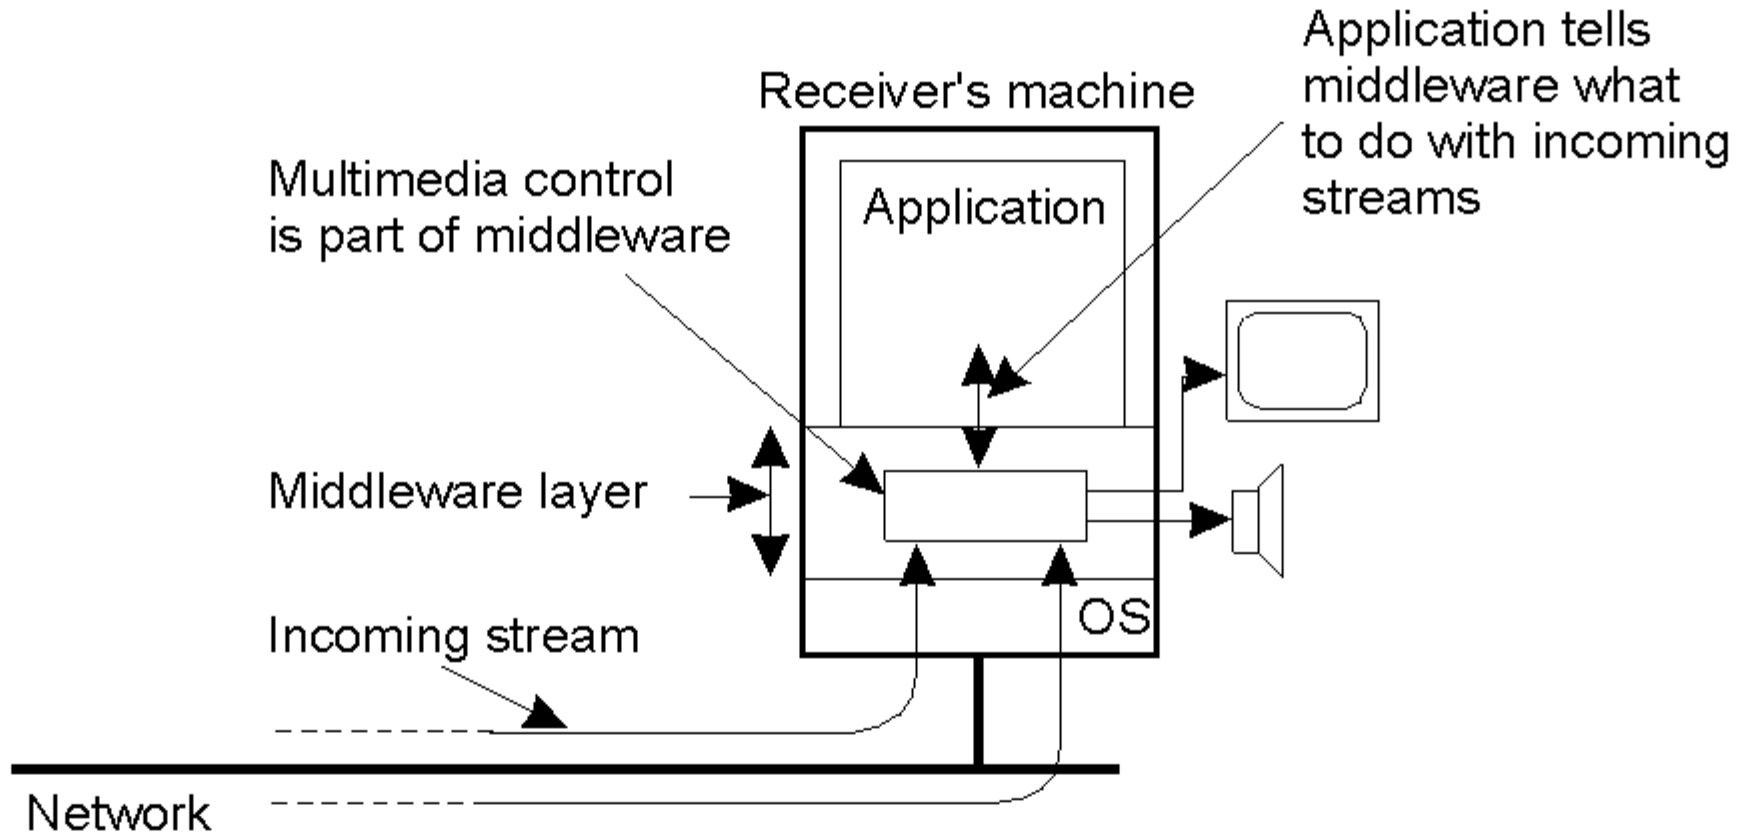 Receiver's machine
Application tells
middleware what
to do with incoming
streams
Multimedia control
is part of middleware
Application
Middleware layer
OS
Incoming stream
Network